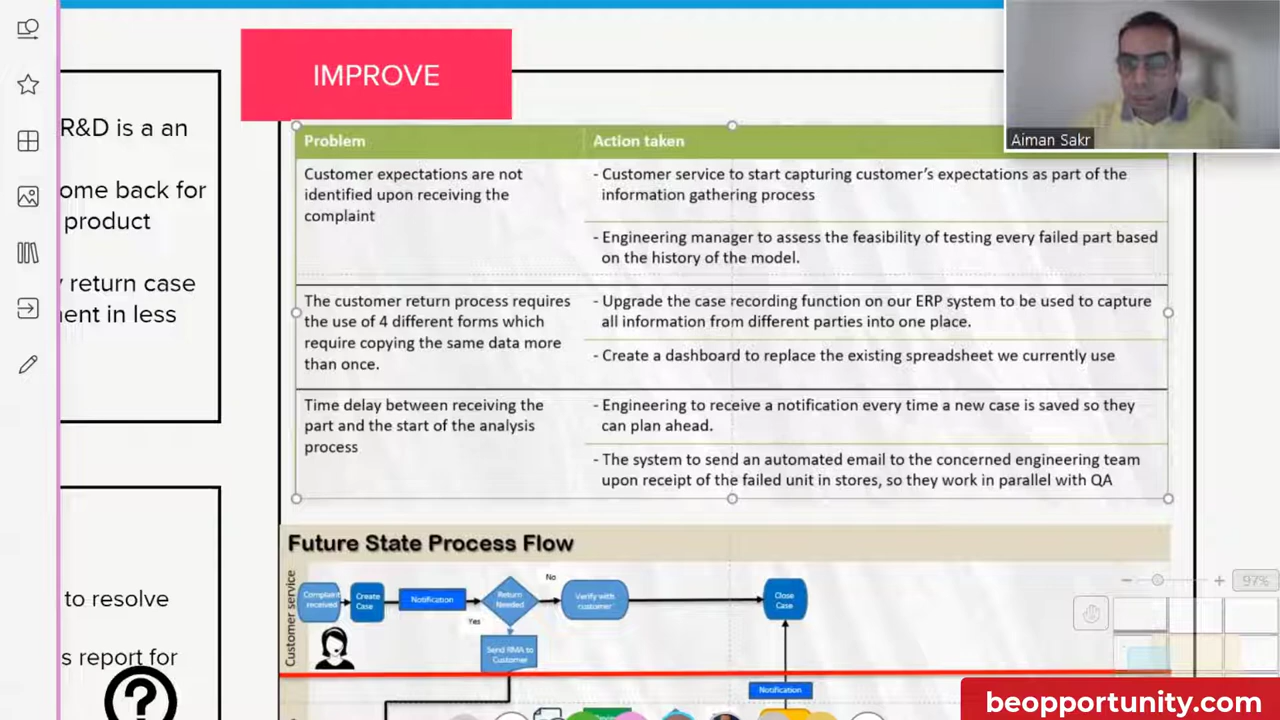 IMPROVE
R&D is a an
ome back for
product
return case
ent in less
to resolve
s report for
Aiman Sakr
Problem
Action taken
Customer expectations are not
identified upon receiving the
complaint
- Customer service to start capturing customer's expectations as part of the
information gathering process
- Engineering manager to assess the feasibility of testing every failed part based
on the history of the model.
The customer return process requires
the use of 4 different forms which
require copying the same data more
than once.
- Upgrade the case recording function on our ERP system to be used to capture
all information from different parties into one place.
- Create a dashboard to replace the existing spreadsheet we currently use
Time delay between receiving the
part and the start of the analysis
process
- Engineering to receive a notification every time a new case is saved so they
can plan ahead.
- The system to send an automated email to the concerned engineering team
upon receipt of the failed unit in stores, so they work in parallel with QA
Future State Process Flow
Customer service
Complaint
received
Create
Case
Notification
Return
Needed
No
Yes
Verify with
customer
Send RMA to
Customer
Close
Case
Notification
97%
beopportunity.com